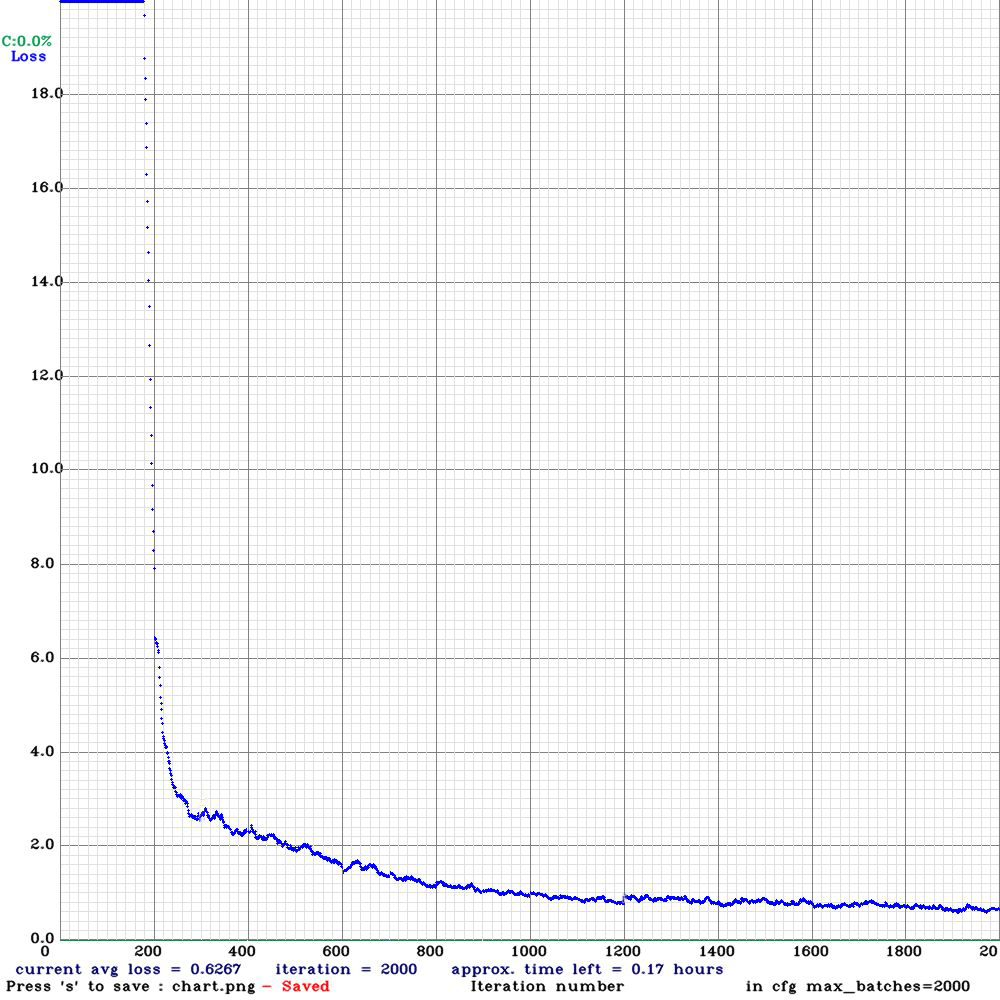 C:0.0%
Loss
18.0
16.0
14.0
12.0
10.0
8.0
6.0
4.0
2.0
0.0
0 200 400 600 800 1000 1200 1400 1600 1800 20
current avg loss = 0.6267 iteration = 2000 approx. time left = 0.17 hours
Press 's' to save : chart.png - Saved Iteration number in cfg max_batches=2000